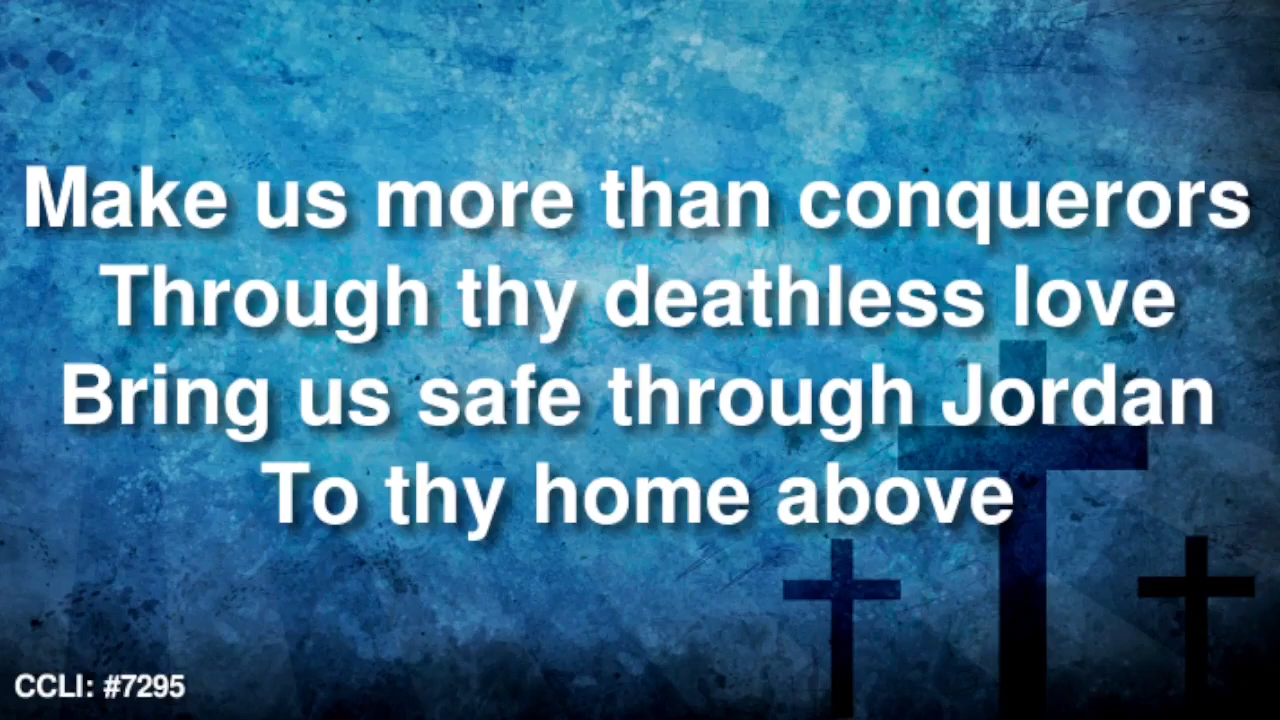 Make us more than conquerors
Through thy deathless love
Bring us safe through Jordan
To thy home above
CCLI: #7295